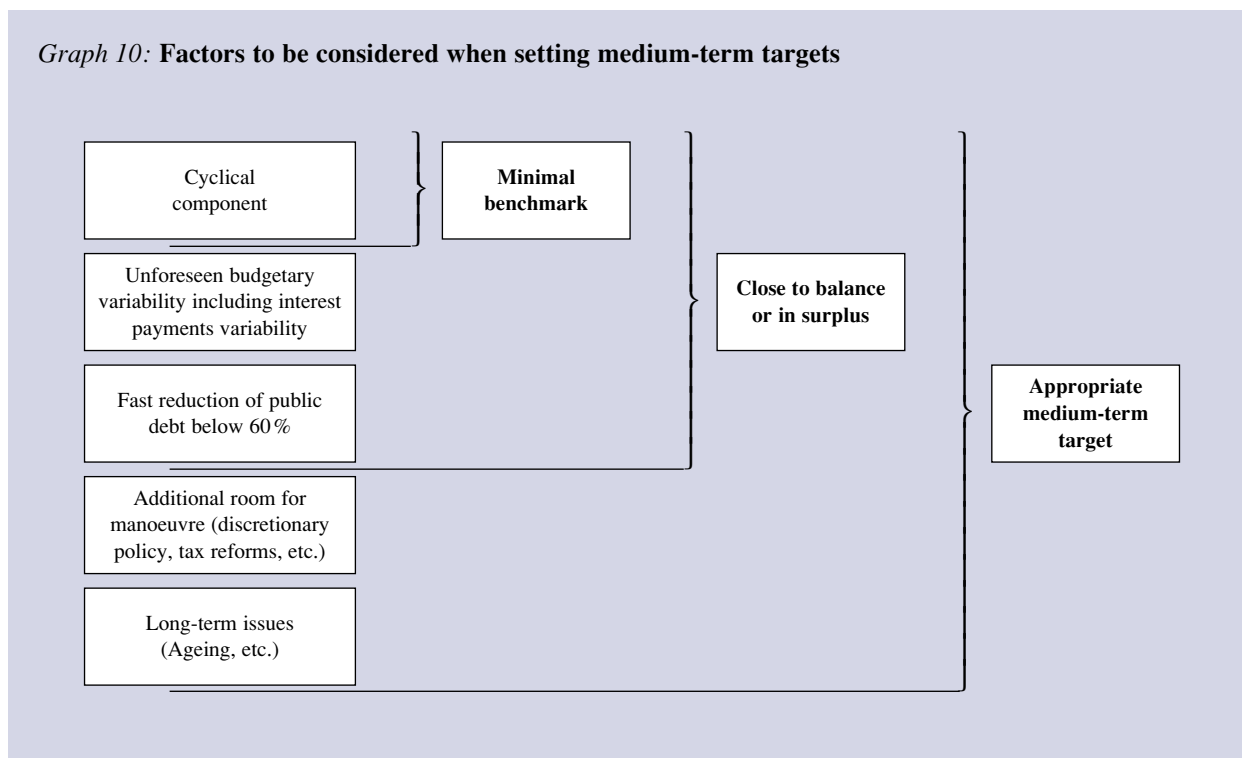 Graph 10: Factors to be considered when setting medium-term targets
Cyclical
component
Minimal
benchmark
Unforeseen budgetary
variability including interest
payments variability
Close to balance
or in surplus
Fast reduction of public
debt below 60 %
Appropriate
medium-term
target
Additional room for
manoeuvre (discretionary
policy, tax reforms, etc.)
Long-term issues
(Ageing, etc.)